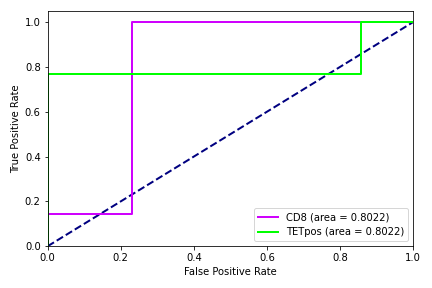 1.0
0.8
0.6
0.4
0.2
0.0
True Positive Rate
CD8 (area = 0.8022)
TETpos (area = 0.8022)
0.0 0.2 0.4 0.6 0.8 1.0
False Positive Rate